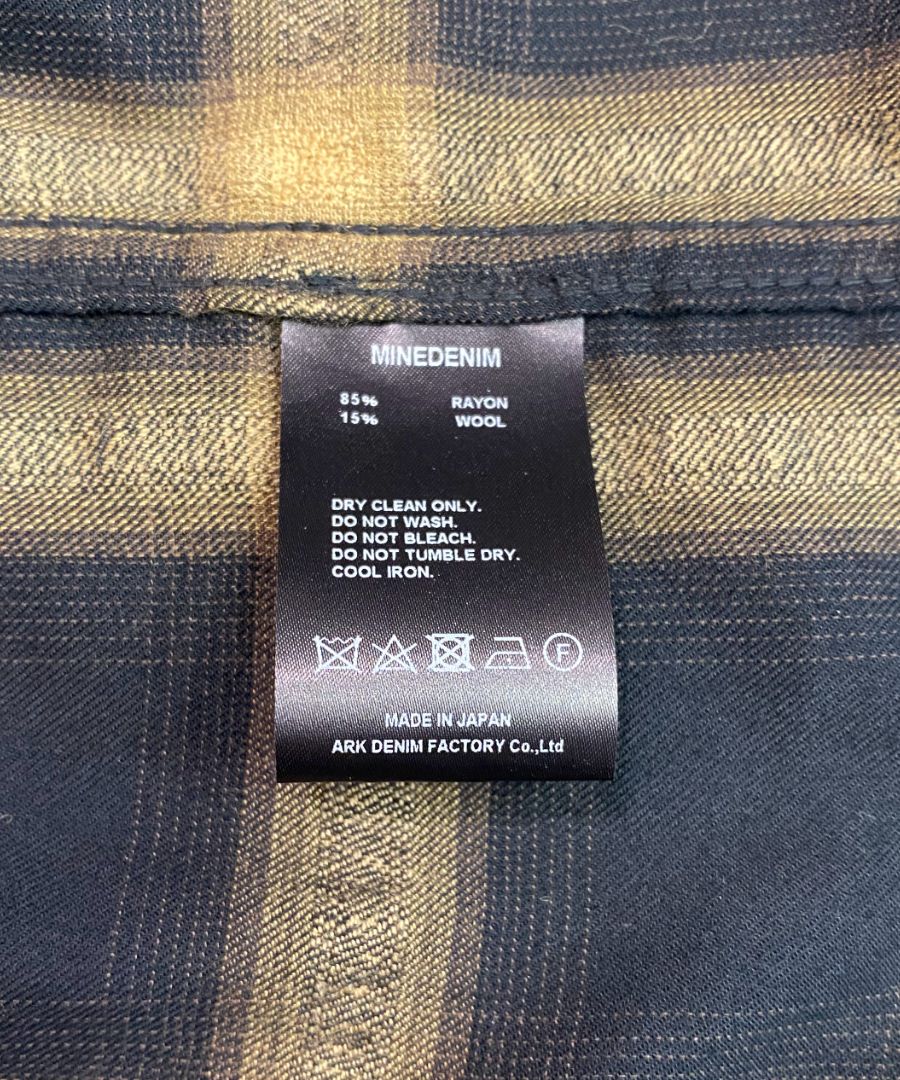 MINEDENIM
85% RAYON
15% WOOL
DRY CLEAN ONLY.
DO NOT WASH.
DO NOT BLEACH.
DO NOT TUMBLE DRY.
COOL IRON.
F
MADE IN JAPAN
ARK DENIM FACTORY Co.,Ltd